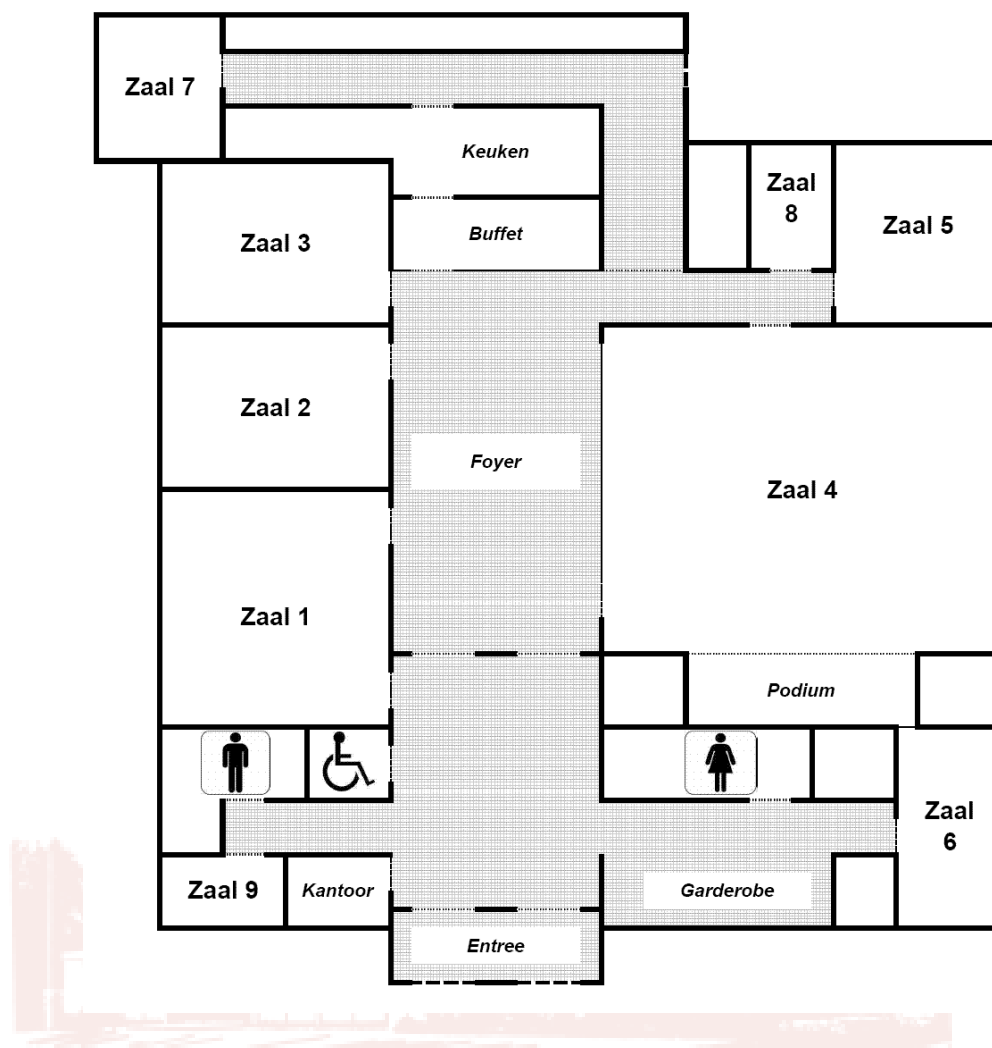 Zaal 7
Keuken
Zaal
8
Zaal 5
Zaal 3
Buffet
Zaal 2
Foyer
Zaal 4
Zaal 1
Podium
Zaal
6
Zaal 9
Kantoor
Garderobe
Entree